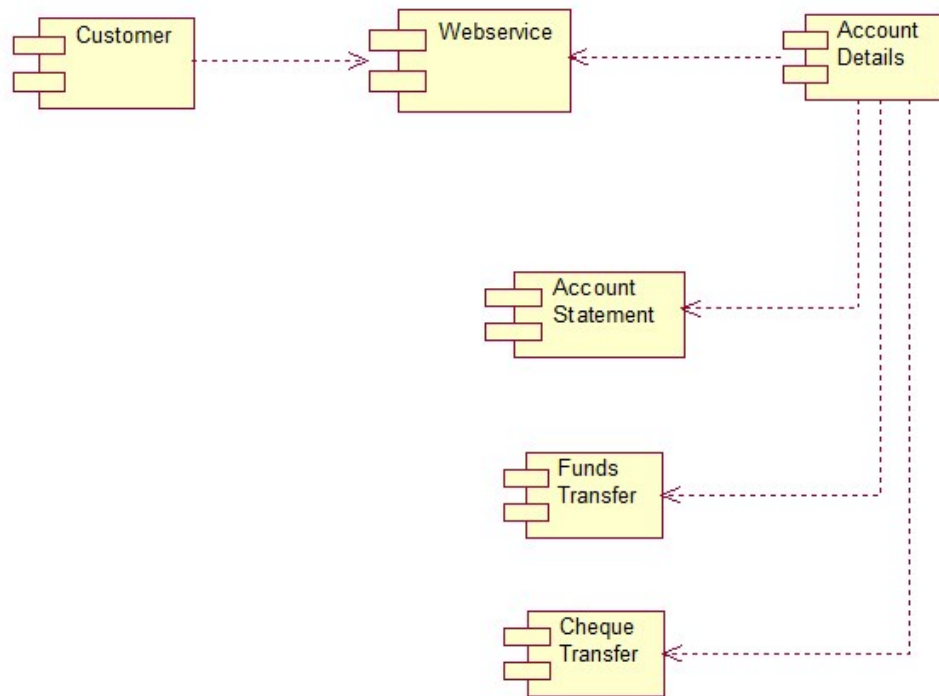 Customer
Webservice
Account
Details
Account
Statement
Funds
Transfer
Cheque
Transfer